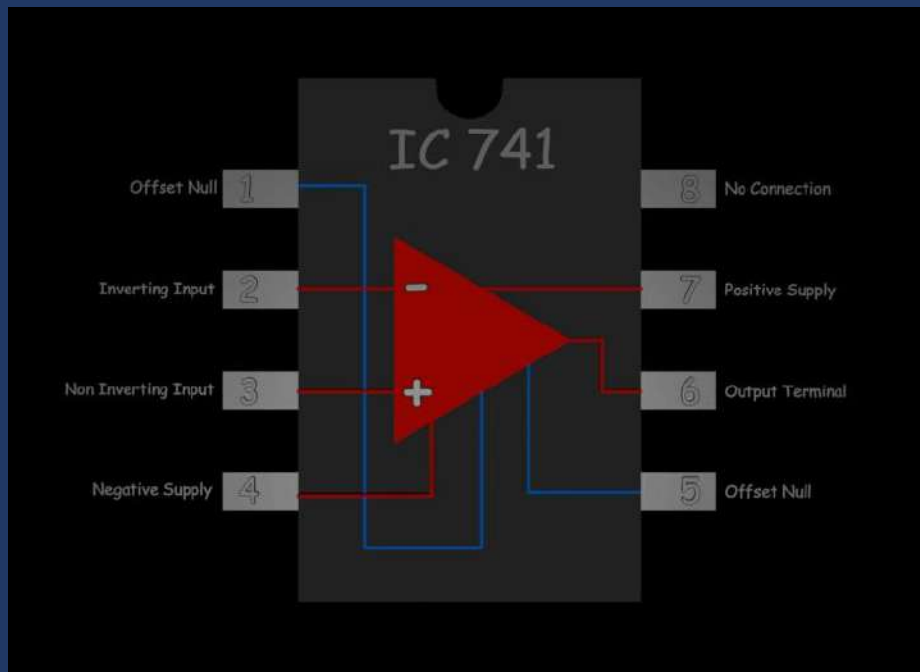 IC 741
Offset Null 1
8 No Connection
Inverting Input 2
-
7 Positive Supply
Non Inverting Input 3
+
6 Output Terminal
Negative Supply 4
5 Offset Null